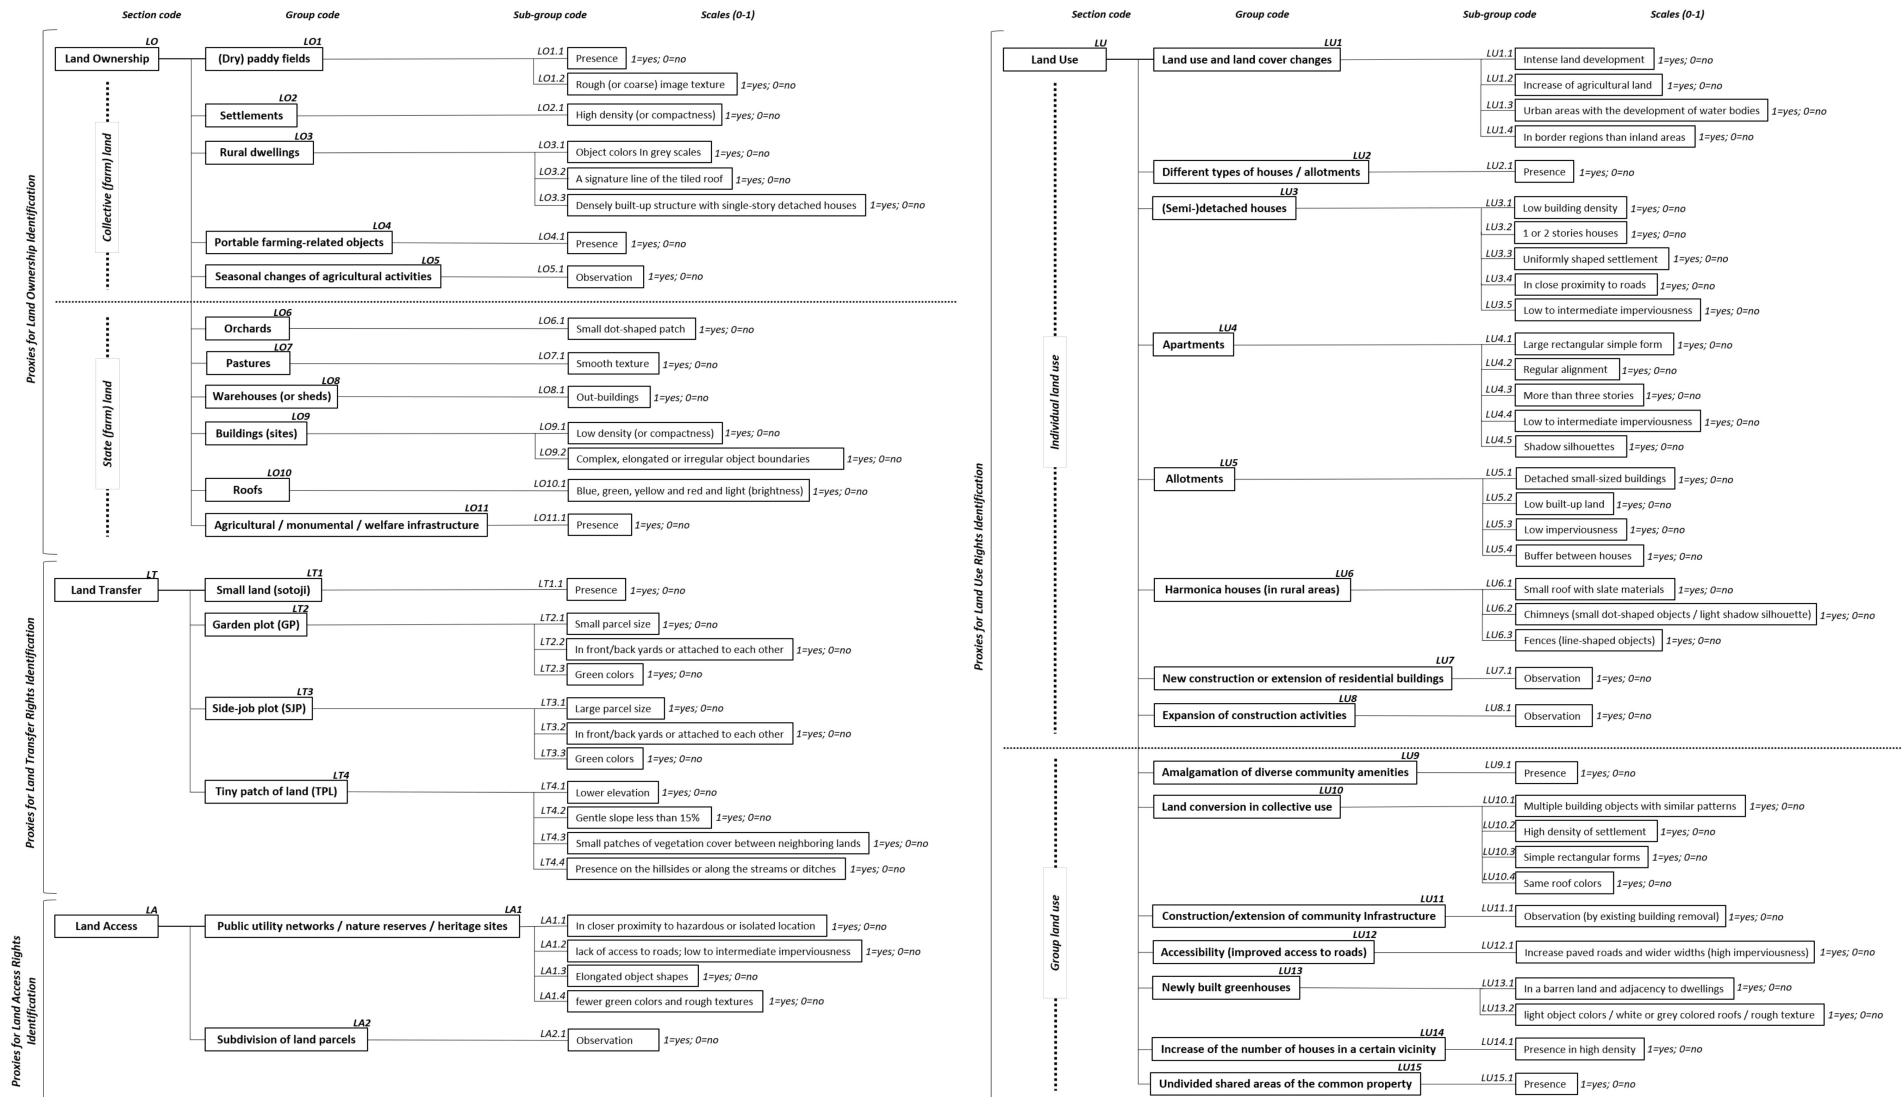 Section code Group code Sub-group code Scales (0-1)
Proxies for Land Ownership Identification
LO
Land Ownership
Collective (farm) land
LO1
(Dry) paddy fields
LO1.1 Presence 1=yes; 0=no
LO1.2 Rough (or coarse) image texture 1=yes; 0=no
LO2
Settlements
LO2.1 High density (or compactness) 1=yes; 0=no
LO3
Rural dwellings
LO3.1 Object colors In grey scales 1=yes; 0=no
LO3.2 A signature line of the tiled roof 1=yes; 0=no
LO3.3 Densely built-up structure with single-story detached houses 1=yes; 0=no
LO4
Portable farming-related objects
LO4.1 Presence 1=yes; 0=no
LO5
Seasonal changes of agricultural activities
LO5.1 Observation 1=yes; 0=no
State (farm) land
LO6
Orchards
LO6.1 Small dot-shaped patch 1=yes; 0=no
LO7
Pastures
LO7.1 Smooth texture 1=yes; 0=no
LO8
Warehouses (or sheds)
LO8.1 Out-buildings 1=yes; 0=no
LO9
Buildings (sites)
LO9.1 Low density (or compactness) 1=yes; 0=no
LO9.2 Complex, elongated or irregular object boundaries 1=yes; 0=no
LO10
Roofs
LO10.1 Blue, green, yellow and red and light (brightness) 1=yes; 0=no
LO11
Agricultural / monumental / welfare infrastructure
LO11.1 Presence 1=yes; 0=no
Proxies for Land Transfer Rights Identification
LT
Land Transfer
LT1
Small land (sotoji)
LT1.1 Presence 1=yes; 0=no
LT2
Garden plot (GP)
LT2.1 Small parcel size 1=yes; 0=no
LT2.2 In front/back yards or attached to each other 1=yes; 0=no
LT2.3 Green colors 1=yes; 0=no
LT3
Side-job plot (SJP)
LT3.1 Large parcel size 1=yes; 0=no
LT3.2 In front/back yards or attached to each other 1=yes; 0=no
LT3.3 Green colors 1=yes; 0=no
LT4
Tiny patch of land (TPL)
LT4.1 Lower elevation 1=yes; 0=no
LT4.2 Gentle slope less than 15% 1=yes; 0=no
LT4.3 Small patches of vegetation cover between neighboring lands 1=yes; 0=no
LT4.4 Presence on the hillsides or along the streams or ditches 1=yes; 0=no
Proxies for Land Access Rights
Identification
LA
Land Access
LA1
Public utility networks / nature reserves / heritage sites
LA1.1 In closer proximity to hazardous or isolated location 1=yes; 0=no
LA1.2 lack of access to roads; low to intermediate imperviousness 1=yes; 0=no
LA1.3 Elongated object shapes 1=yes; 0=no
LA1.4 fewer green colors and rough textures 1=yes; 0=no
LA2
Subdivision of land parcels
LA2.1 Observation 1=yes; 0=no
Section code Group code Sub-group code Scales (0-1)
Proxies for Land Use Rights Identification
LU
Land Use
Individual land use
LU1
Land use and land cover changes
LU1.1 Intense land development 1=yes; 0=no
LU1.2 Increase of agricultural land 1=yes; 0=no
LU1.3 Urban areas with the development of water bodies 1=yes; 0=no
LU1.4 In border regions than inland areas 1=yes; 0=no
LU2
Different types of houses / allotments
LU2.1 Presence 1=yes; 0=no
LU3
(Semi-)detached houses
LU3.1 Low building density 1=yes; 0=no
LU3.2 1 or 2 stories houses 1=yes; 0=no
LU3.3 Uniformly shaped settlement 1=yes; 0=no
LU3.4 In close proximity to roads 1=yes; 0=no
LU3.5 Low to intermediate imperviousness 1=yes; 0=no
LU4
Apartments
LU4.1 Large rectangular simple form 1=yes; 0=no
LU4.2 Regular alignment 1=yes; 0=no
LU4.3 More than three stories 1=yes; 0=no
LU4.4 Low to intermediate imperviousness 1=yes; 0=no
LU4.5 Shadow silhouettes 1=yes; 0=no
LU5
Allotments
LU5.1 Detached small-sized buildings 1=yes; 0=no
LU5.2 Low built-up land 1=yes; 0=no
LU5.3 Low imperviousness 1=yes; 0=no
LU5.4 Buffer between houses 1=yes; 0=no
LU6
Harmonica houses (in rural areas)
LU6.1 Small roof with slate materials 1=yes; 0=no
LU6.2 Chimneys (small dot-shaped objects / light shadow silhouette) 1=yes; 0=no
LU6.3 Fences (line-shaped objects) 1=yes; 0=no
LU7
New construction or extension of residential buildings
LU7.1 Observation 1=yes; 0=no
LU8
Expansion of construction activities
LU8.1 Observation 1=yes; 0=no
Group land use
LU9
Amalgamation of diverse community amenities
LU9.1 Presence 1=yes; 0=no
LU10
Land conversion in collective use
LU10.1 Multiple building objects with similar patterns 1=yes; 0=no
LU10.2 High density of settlement 1=yes; 0=no
LU10.3 Simple rectangular forms 1=yes; 0=no
LU10.4 Same roof colors 1=yes; 0=no
LU11
Construction/extension of community Infrastructure
LU11.1 Observation (by existing building removal) 1=yes; 0=no
LU12
Accessibility (improved access to roads)
LU12.1 Increase paved roads and wider widths (high imperviousness) 1=yes; 0=no
LU13
Newly built greenhouses
LU13.1 In a barren land and adjacency to dwellings 1=yes; 0=no
LU13.2 light object colors / white or grey colored roofs / rough texture 1=yes; 0=no
LU14
Increase of the number of houses in a certain vicinity
LU14.1 Presence in high density 1=yes; 0=no
LU15
Undivided shared areas of the common property
LU15.1 Presence 1=yes; 0=no